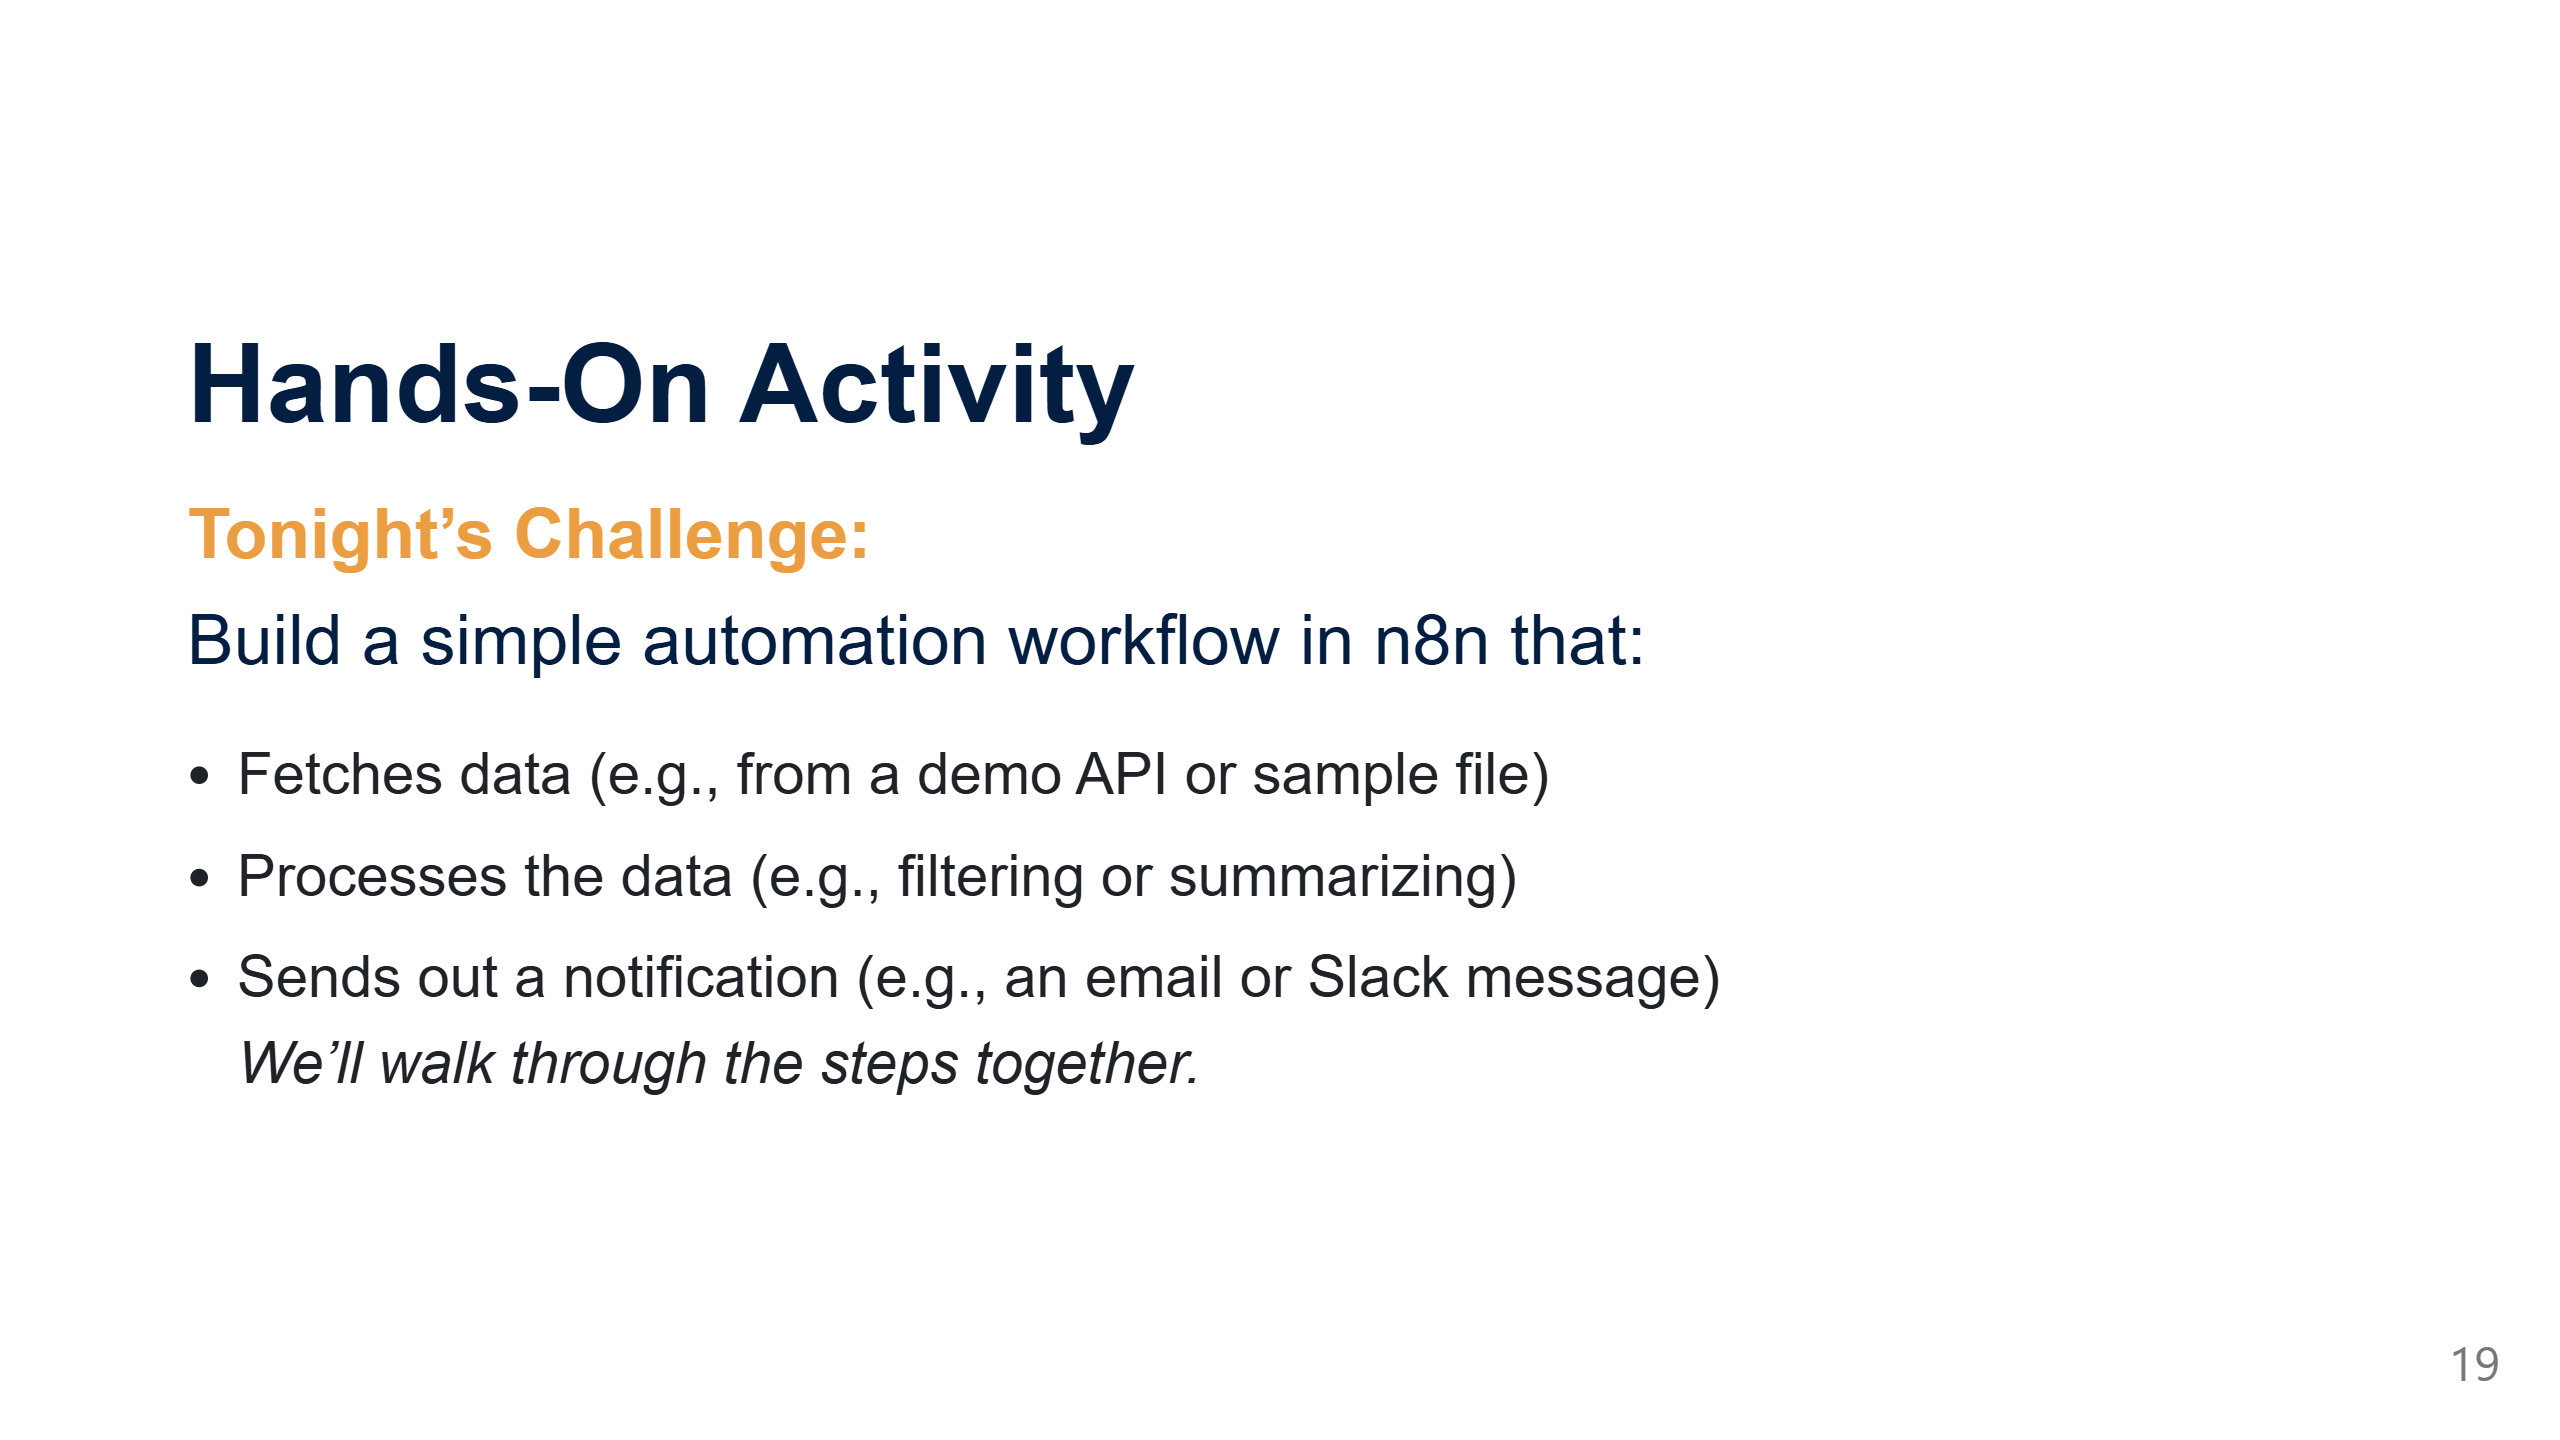 Hands-On Activity
Tonight’s Challenge:
Build a simple automation workflow in n8n that:
• Fetches data (e.g., from a demo API or sample file)
• Processes the data (e.g., filtering or summarizing)
• Sends out a notification (e.g., an email or Slack message)
We’ll walk through the steps together.
19